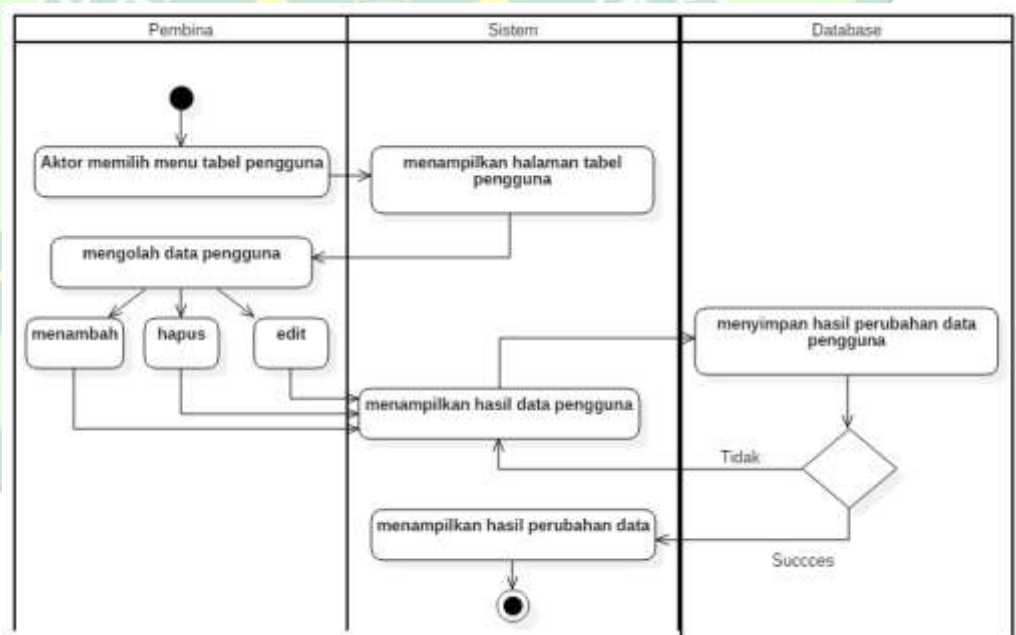 Pembina
Sistem
Database
Aktor memilih menu tabel pengguna
menampilkan halaman tabel
pengguna
mengolah data pengguna
menambah
hapus
edit
menyimpan hasil perubahan data
pengguna
menampilkan hasil data pengguna
Tidak
menampilkan hasil perubahan data
Succces